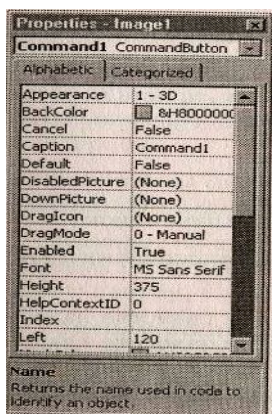 Properties - Image1
Command1 CommandButton
Alphabetic Categorized
Appearance 1 - 3D
BackColor &H8000000
Cancel False
Caption Command1
Default False
DisabledPicture (None)
DownPicture (None)
DragIcon (None)
DragMode 0 - Manual
Enabled True
Font MS Sans Serif
Height 375
HelpContextID 0
Index
Left 120
Name
Returns the name used in code to
identify an object.